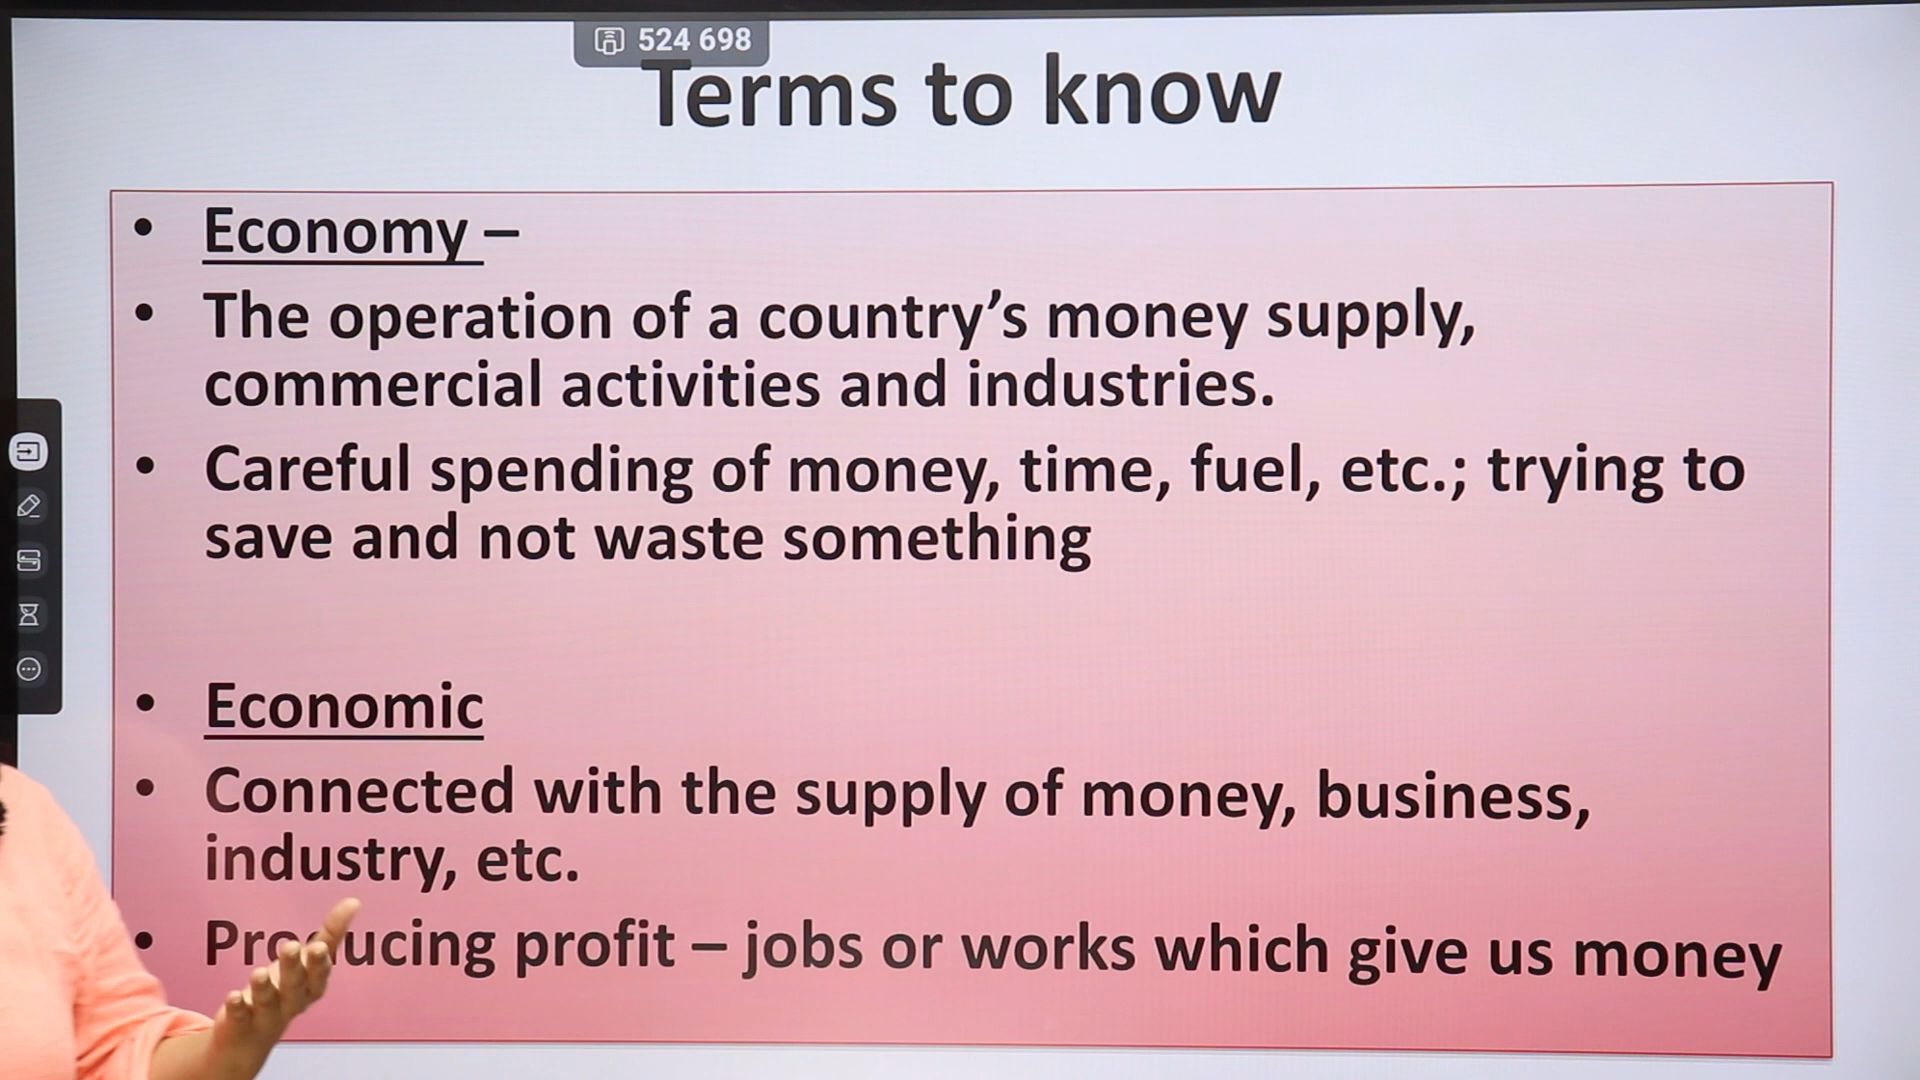 524 698
Terms to know
• Economy –
• The operation of a country’s money supply,
commercial activities and industries.
• Careful spending of money, time, fuel, etc.; trying to
save and not waste something
• Economic
• Connected with the supply of money, business,
industry, etc.
• Producing profit – jobs or works which give us money